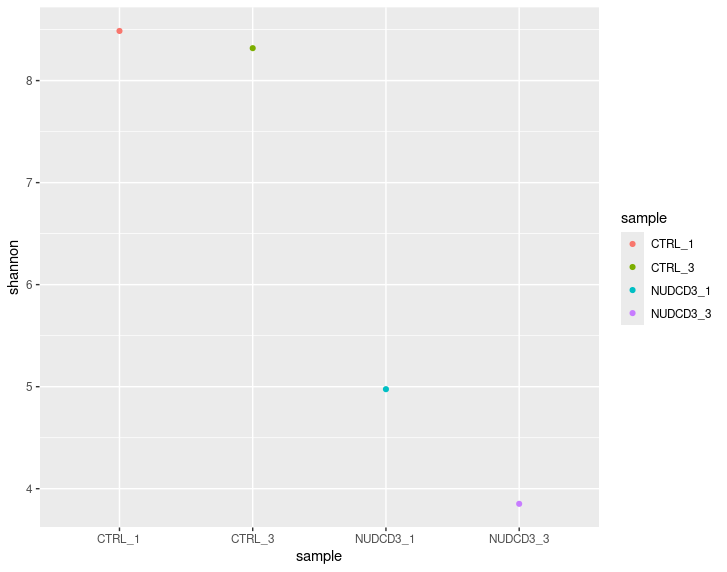 shannon
8
7
6
5
4
CTRL_1 CTRL_3 NUDCD3_1 NUDCD3_3
sample
sample
CTRL_1
CTRL_3
NUDCD3_1
NUDCD3_3